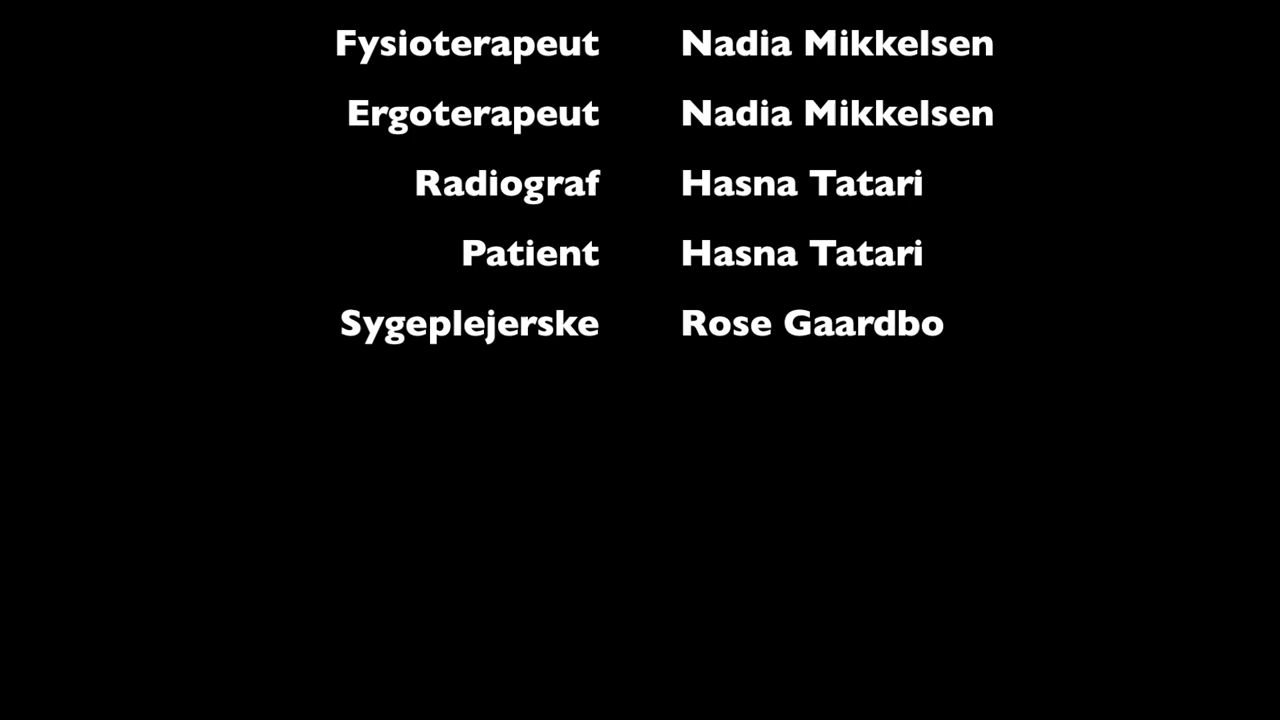 Fysioterapeut Nadia Mikkelsen
Ergoterapeut Nadia Mikkelsen
Radiograf Hasna Tatari
Patient Hasna Tatari
Sygeplejerske Rose Gaardbo